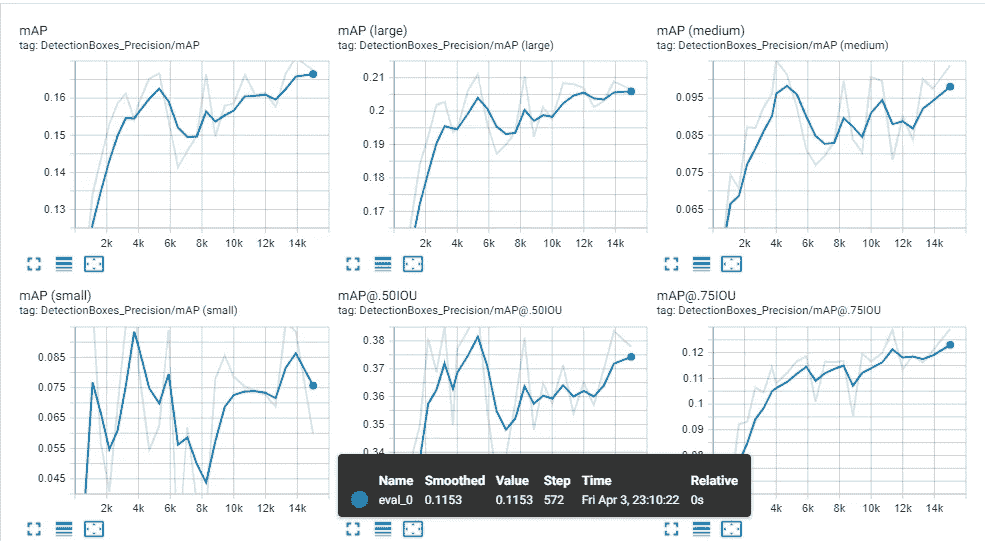 mAP
tag: DetectionBoxes_Precision/mAP
0.16
0.15
0.14
0.13
2k 4k 6k 8k 10k 12k 14k
mAP (large)
tag: DetectionBoxes_Precision/mAP (large)
0.21
0.2
0.19
0.18
0.17
2k 4k 6k 8k 10k 12k 14k
mAP (medium)
tag: DetectionBoxes_Precision/mAP (medium)
0.095
0.085
0.075
0.065
2k 4k 6k 8k 10k 12k 14k
mAP (small)
tag: DetectionBoxes_Precision/mAP (small)
0.085
0.075
0.065
0.055
0.045
2k 4k 6k 8k 10k 12k 14k
mAP@.50IOU
tag: DetectionBoxes_Precision/mAP@.50IOU
0.38
0.37
0.36
0.35
0.34
mAP@.75IOU
tag: DetectionBoxes_Precision/mAP@.75IOU
0.12
0.11
0.1
0.09
0.08
4k 6k 8k 10k 12k 14k
Name Smoothed Value Step Time Relative
eval_0 0.1153 0.1153 572 Fri Apr 3, 23:10:22 0s